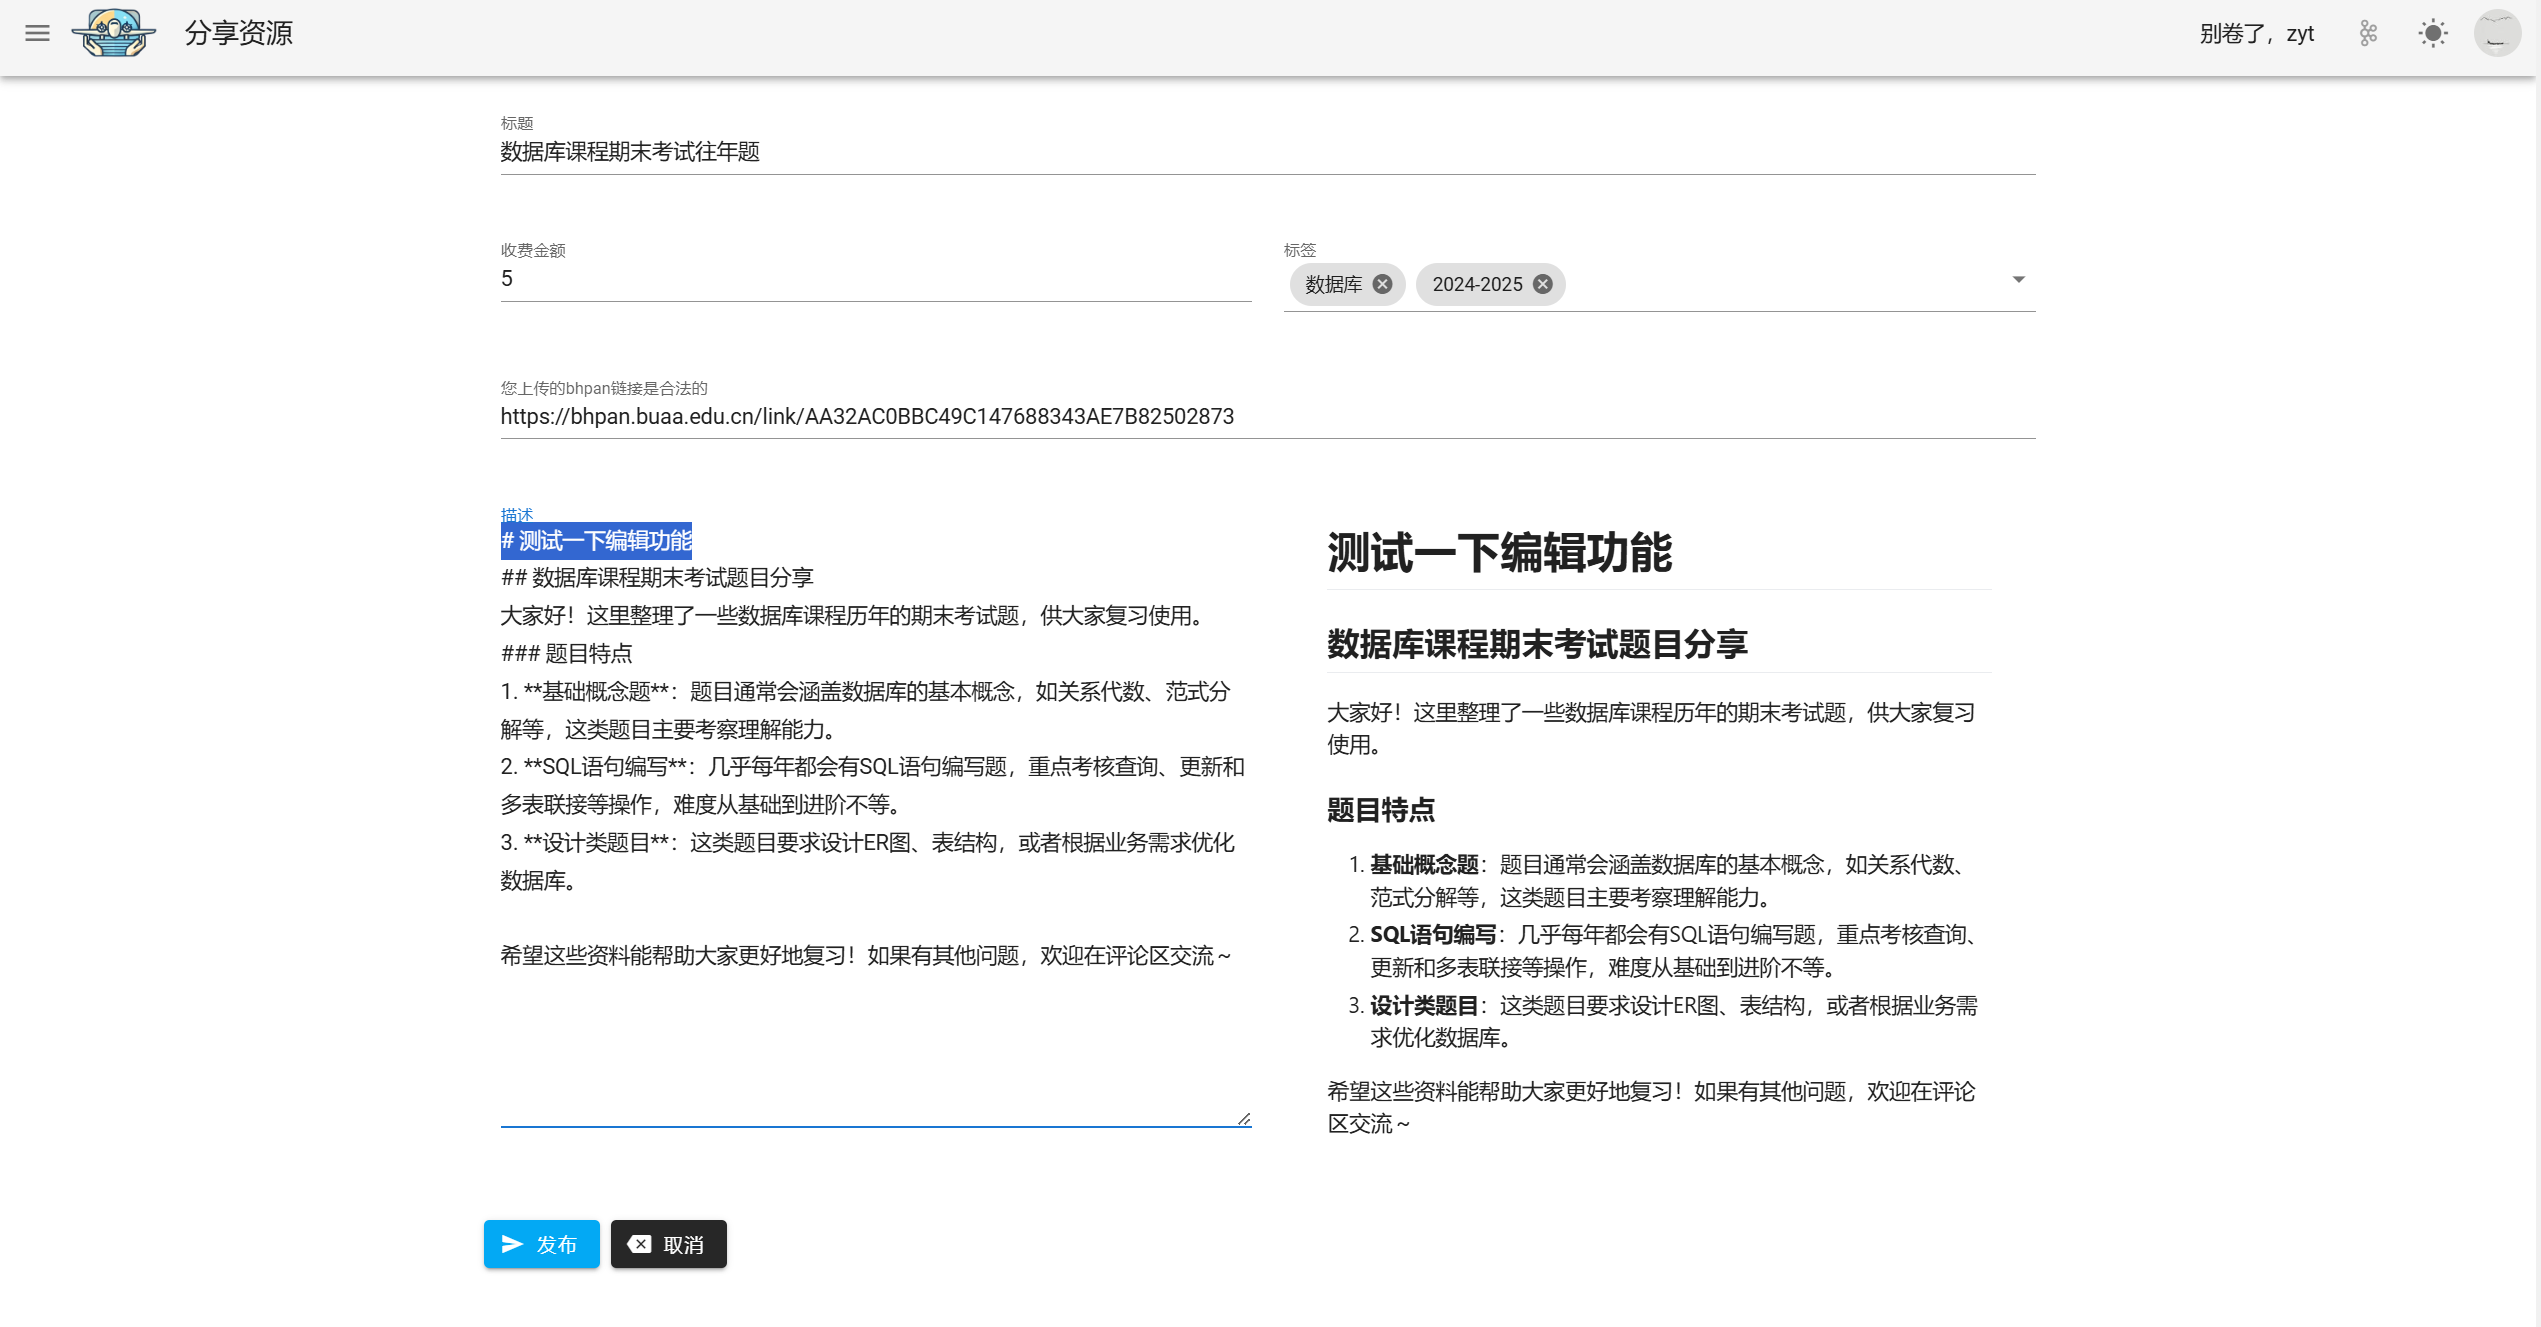 分享资源
别卷了，zyt
标题
数据库课程期末考试往年题
收费金额
5
标签
数据库
2024-2025
您上传的bhpan链接是合法的
https://bhpan.buaa.edu.cn/link/AA32AC0BBC49C147688343AE7B82502873
描述
# 测试一下编辑功能
## 数据库课程期末考试题目分享
大家好！这里整理了一些数据库课程历年的期末考试题，供大家复习使用。
### 题目特点
1. **基础概念题**：题目通常会涵盖数据库的基本概念，如关系代数、范式分
解等，这类题目主要考察理解能力。
2. **SQL语句编写**：几乎每年都会有SQL语句编写题，重点考核查询、更新和
多表联接等操作，难度从基础到进阶不等。
3. **设计类题目**：这类题目要求设计ER图、表结构，或者根据业务需求优化
数据库。
希望这些资料能帮助大家更好地复习！如果有其他问题，欢迎在评论区交流～
测试一下编辑功能
数据库课程期末考试题目分享
大家好！这里整理了一些数据库课程历年的期末考试题，供大家复习
使用。
题目特点
1. 基础概念题：题目通常会涵盖数据库的基本概念，如关系代数、
范式分解等，这类题目主要考察理解能力。
2. SQL语句编写：几乎每年都会有SQL语句编写题，重点考核查询、
更新和多表联接等操作，难度从基础到进阶不等。
3. 设计类题目：这类题目要求设计ER图、表结构，或者根据业务需
求优化数据库。
希望这些资料能帮助大家更好地复习！如果有其他问题，欢迎在评论
区交流～
发布
取消